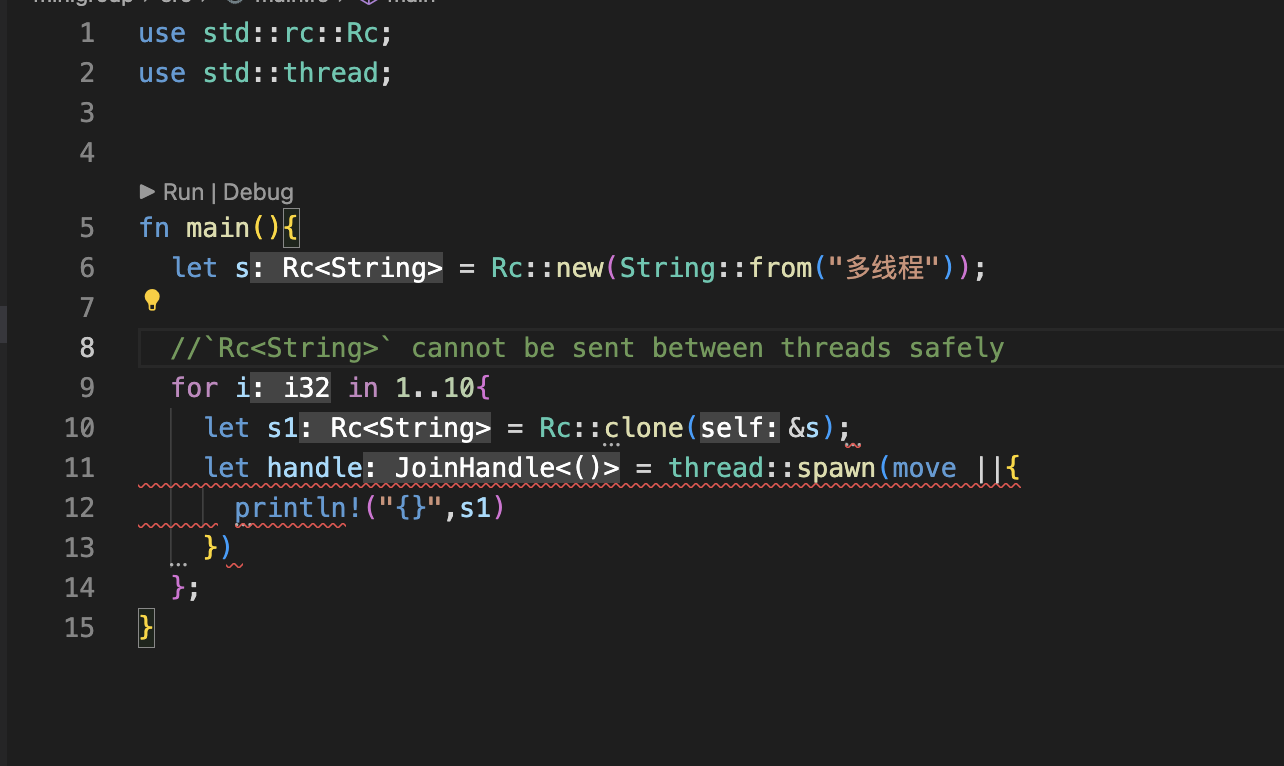 1 use std::rc::Rc;
2 use std::thread;
3
4
Run | Debug
5 fn main(){
6 let s: Rc<String> = Rc::new(String::from("多线程"));
7
8 //`Rc<String>` cannot be sent between threads safely
9 for i: i32 in 1..10{
10 let s1: Rc<String> = Rc::clone(self: &s);
11 let handle: JoinHandle<()> = thread::spawn(move ||{
12 println!("{}",s1)
13 })
14 };
15 }